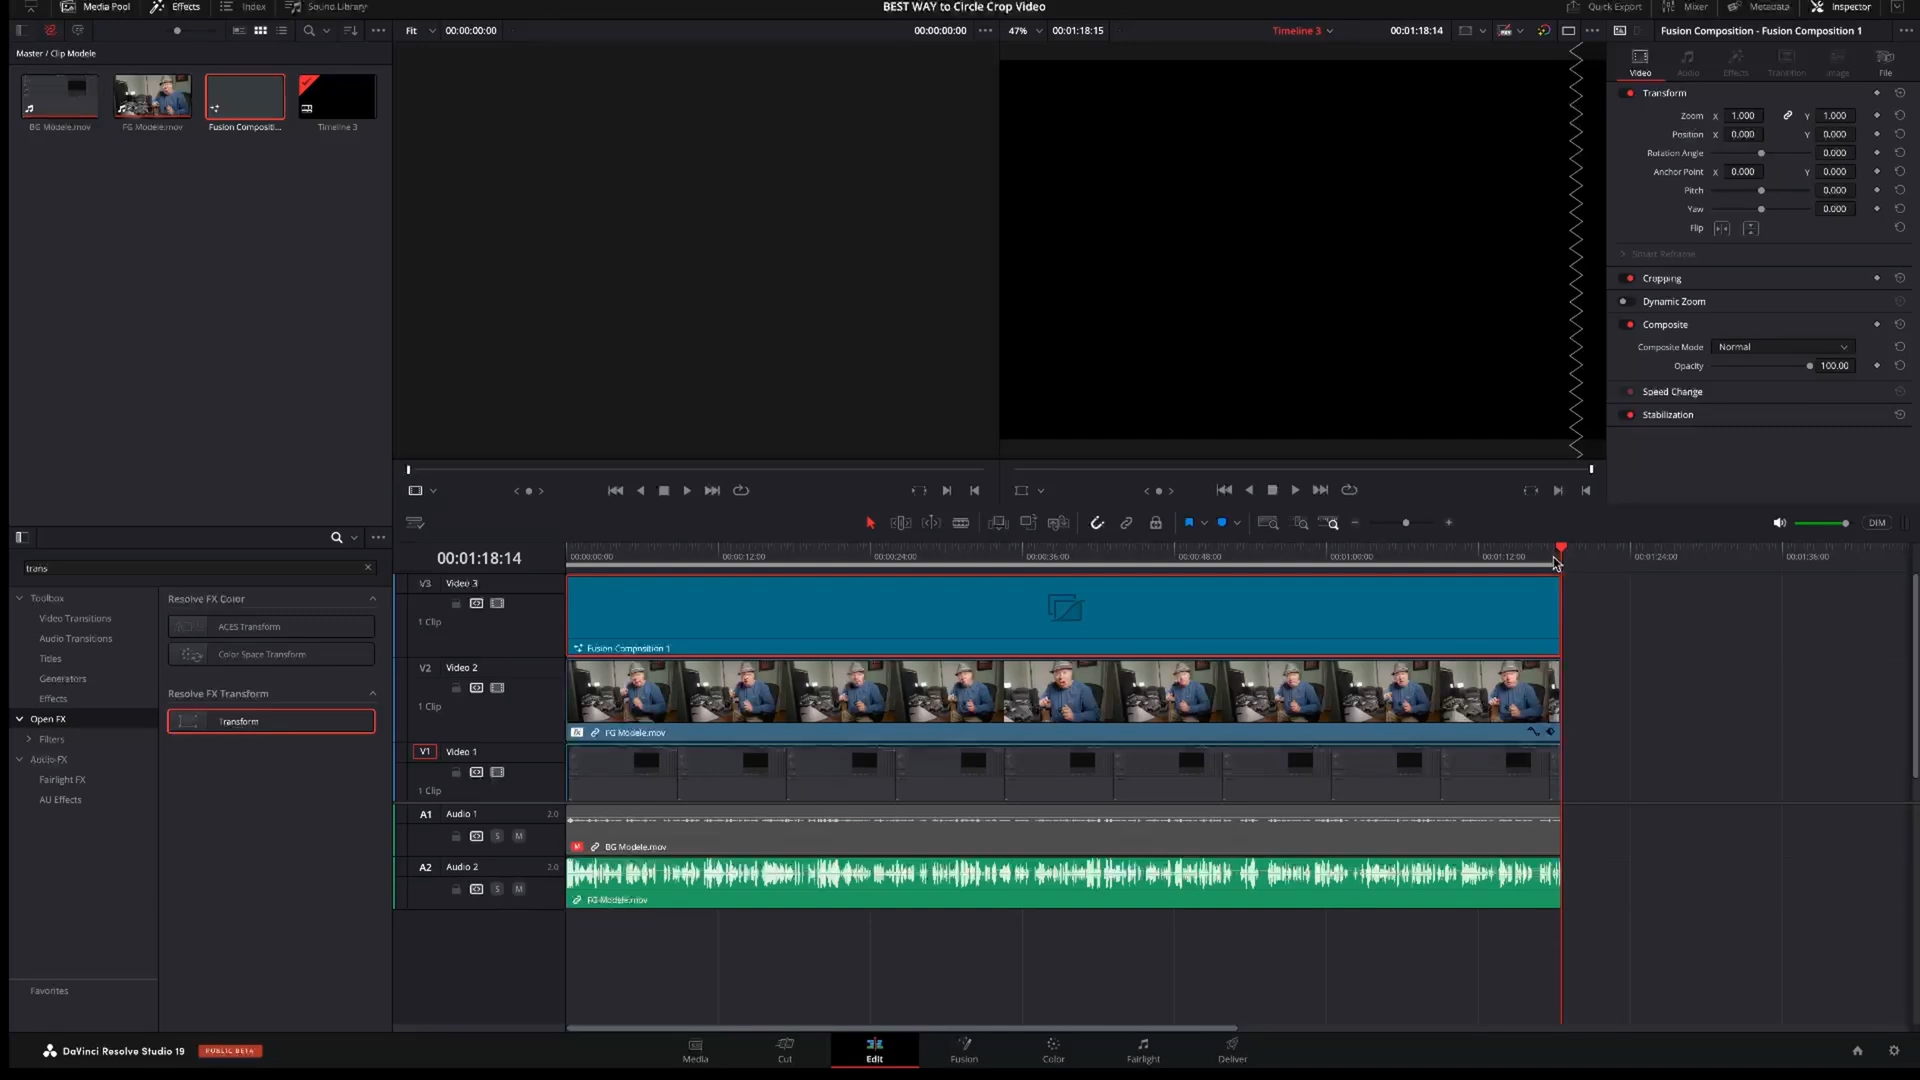 Media Pool
Effects
Index
Sound Library
BEST WAY to Circle Crop Video
Quick Export
Mixer
Metadata
Inspector
Fit
00:00:00:00
00:00:00:00
47%
00:01:18:15
Timeline 3
00:01:18:14
Fusion Composition - Fusion Composition 1
Master / Clip Modele
BG Modele.mov
FG Modele.mov
Fusion Compositi...
Timeline 3
Video
Audio
Effects
Transition
Image
File
Transform
Zoom X 1.000 Y 1.000
Position X 0.000 Y 0.000
Rotation Angle 0.000
Anchor Point X 0.000 Y 0.000
Pitch 0.000
Yaw 0.000
Flip
Smart Reframe
Cropping
Dynamic Zoom
Composite
Composite Mode Normal
Opacity 100.00
Speed Change
Stabilization
DIM
trans
Toolbox
Video Transitions
Audio Transitions
Titles
Generators
Effects
Open FX
Filters
Audio FX
Fairlight FX
AU Effects
Favorites
Resolve FX Color
ACES Transform
Color Space Transform
Resolve FX Transform
Transform
00:01:18:14
00:00:00:00
00:00:12:00
00:00:24:00
00:00:36:00
00:00:48:00
00:01:00:00
00:01:12:00
00:01:24:00
00:01:36:00
V3 Video 3
1 Clip
Fusion Composition 1
V2 Video 2
1 Clip
FG Modele.mov
V1 Video 1
1 Clip
A1 Audio 1 2.0
S M
M BG Modele.mov
A2 Audio 2 2.0
S M
FG Modele.mov
DaVinci Resolve Studio 19
PUBLIC BETA
Media
Cut
Edit
Fusion
Color
Fairlight
Deliver